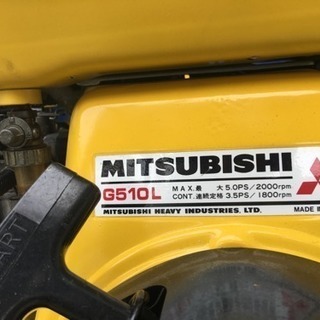 MITSUBISHI
G510L
MAX.最大 5.0PS/2000rpm
CONT.連続定格 3.5PS/1800rpm
MITSUBISHI HEAVY INDUSTRIES, LTD.
MADE
ART